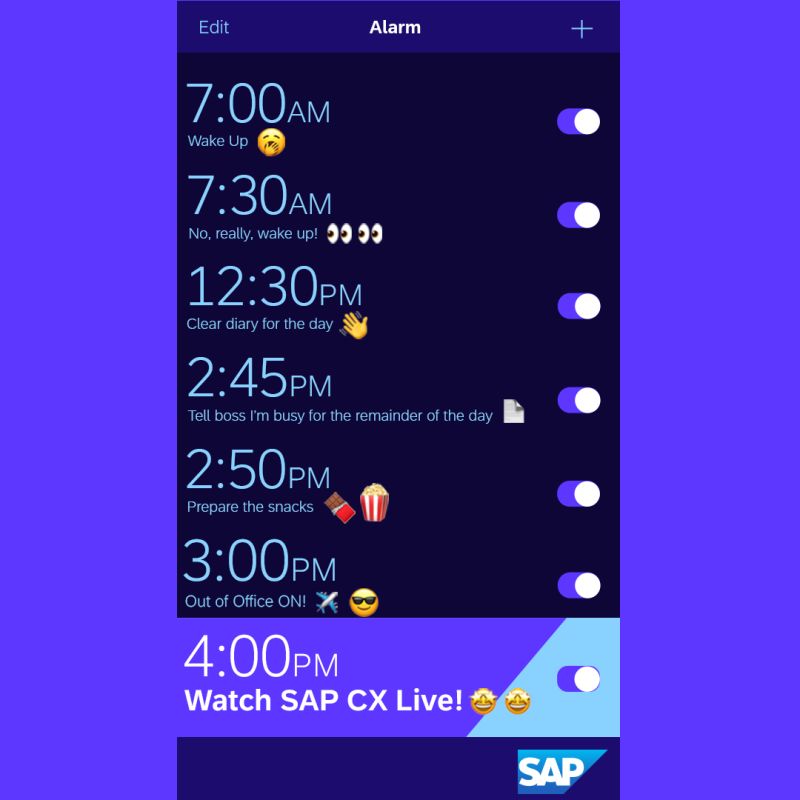 Edit Alarm +
7:00AM
Wake Up 🥱
7:30AM
No, really, wake up! 👀 👀
12:30PM
Clear diary for the day 👋
2:45PM
Tell boss I'm busy for the remainder of the day
2:50PM
Prepare the snacks 🍫🍿
3:00PM
Out of Office ON! ✈️ 😎
4:00PM
Watch SAP CX Live! 🤩 🤩
SAP